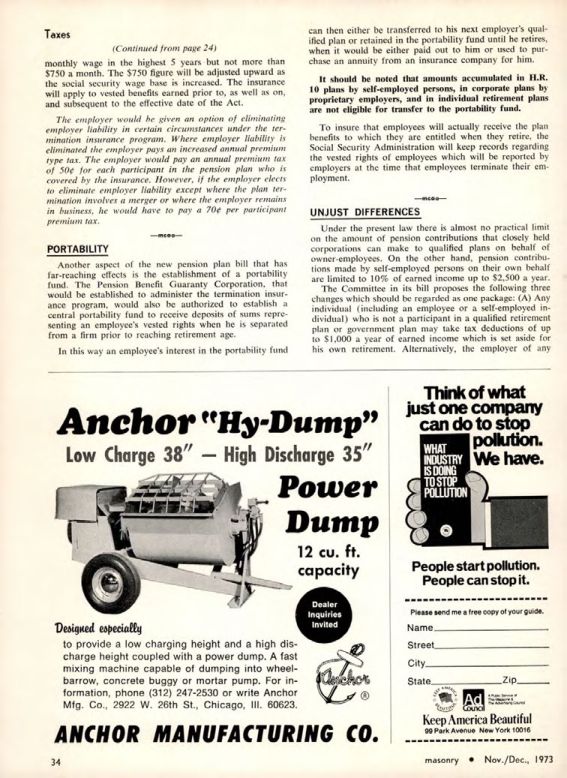 Taxes
(Continued from page 24)
monthly wage in the highest 5 years but not more than
$750 a month. The $750 figure will be adjusted upward as
the social security wage base is increased. The insurance
will apply to vested benefits earned prior to, as well as on,
and subsequent to the effective date of the Act.
The employer would be given an option of eliminating
employer liability in certain circumstances under the ter-
mination insurance program. Where employer liability is
eliminated the employer pays an increased annual premium
type tax. The employer would pay an annual premium tax
of 50¢ for each participant in the pension plan who is
covered by the insurance. However, if the employer elects
to eliminate employer liability except where the plan ter-
mination involves a merger or where the employer remains
in business, he would have to pay a 70¢ per participant
premium tax.
—mcaa—
PORTABILITY
Another aspect of the new pension plan bill that has
far-reaching effects is the establishment of a portability
fund. The Pension Benefit Guaranty Corporation, that
would be established to administer the termination insur-
ance program, would also be authorized to establish a
central portability fund to receive deposits of sums repre-
senting an employee's vested rights when he is separated
from a firm prior to reaching retirement age.
In this way an employee's interest in the portability fund
can then either be transferred to his next employer's qual-
ified plan or retained in the portability fund until he retires,
when it would be either paid out to him or used to pur-
chase an annuity from an insurance company for him.
It should be noted that amounts accumulated in H.R.
10 plans by self-employed persons, in corporate plans by
proprietary employers, and in individual retirement plans
are not eligible for transfer to the portability fund.
To insure that employees will actually receive the plan
benefits to which they are entitled when they retire, the
Social Security Administration will keep records regarding
the vested rights of employees which will be reported by
employers at the time that employees terminate their em-
ployment.
—mcaa—
UNJUST DIFFERENCES
Under the present law there is almost no practical limit
on the amount of pension contributions that closely held
corporations can make to qualified plans on behalf of
owner-employees. On the other hand, pension contribu-
tions made by self-employed persons on their own behalf
are limited to 10% of earned income up to $2,500 a year.
The Committee in its bill proposes the following three
changes which should be regarded as one package: (A) Any
individual (including an employee or a self-employed in-
dividual) who is not a participant in a qualified retirement
plan or government plan may take tax deductions of up
to $1,000 a year of earned income which is set aside for
his own retirement. Alternatively, the employer of any
Anchor "Hy-Dump"
Low Charge 38" — High Discharge 35"
Power
Dump
12 cu. ft.
capacity
Dealer
Inquiries
Invited
Designed especially
to provide a low charging height and a high dis-
charge height coupled with a power dump. A fast
mixing machine capable of dumping into wheel-
barrow, concrete buggy or mortar pump. For in-
formation, phone (312) 247-2530 or write Anchor
Mfg. Co., 2922 W. 26th St., Chicago, Ill. 60623.
Anchor ®
ANCHOR MANUFACTURING CO.
Think of what
just one company
can do to stop
pollution.
We have.
WHAT
INDUSTRY
IS DOING
TO STOP
POLLUTION
People start pollution.
People can stop it.
Please send me a free copy of your guide.
Name
Street
City
State Zip
Ad
Council
A Public Service of
This Magazine &
The Advertising Council
Keep America Beautiful
99 Park Avenue New York 10016
34
masonry • Nov./Dec., 1973